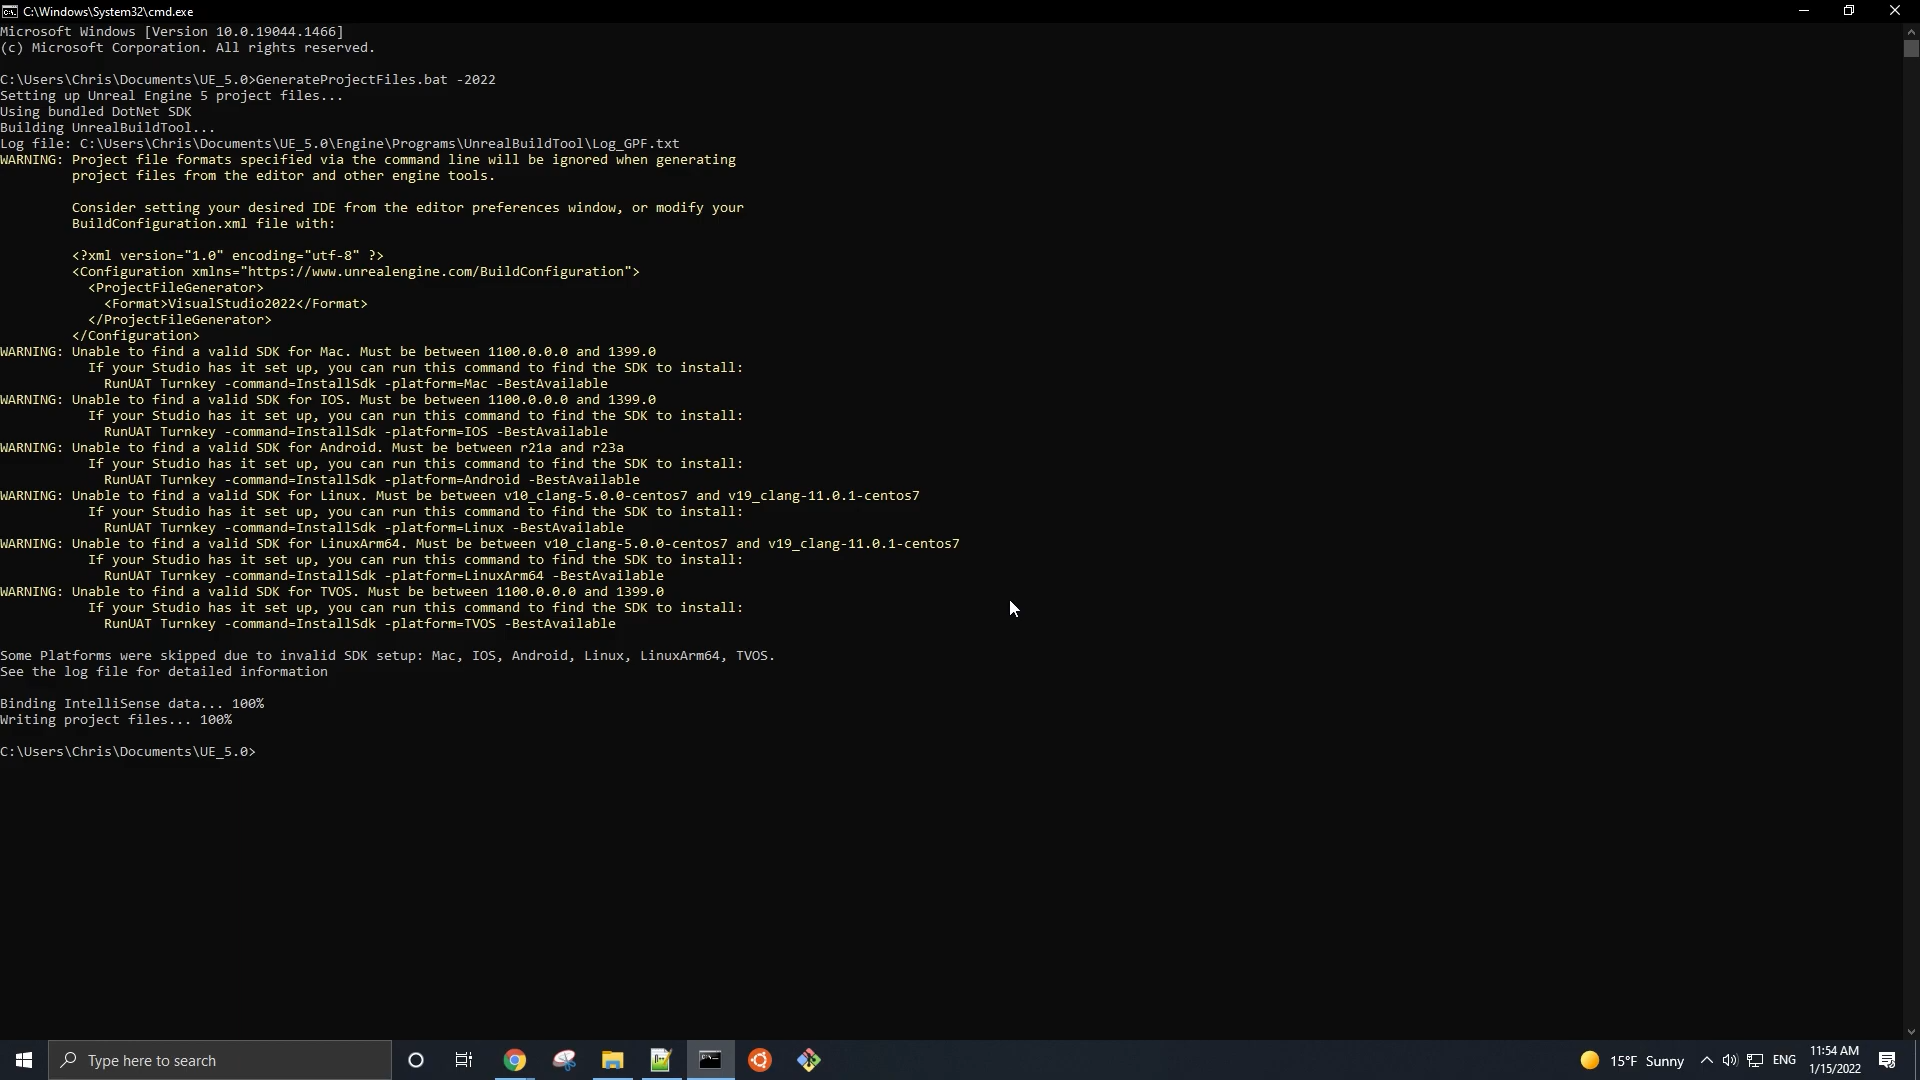 C:\Windows\System32\cmd.exe
Microsoft Windows [Version 10.0.19044.1466]
(c) Microsoft Corporation. All rights reserved.
C:\Users\Chris\Documents\UE_5.0>GenerateProjectFiles.bat -2022
Setting up Unreal Engine 5 project files...
Using bundled DotNet SDK
Building UnrealBuildTool...
Log file: C:\Users\Chris\Documents\UE_5.0\Engine\Programs\UnrealBuildTool\Log_GPF.txt
WARNING: Project file formats specified via the command line will be ignored when generating
project files from the editor and other engine tools.
Consider setting your desired IDE from the editor preferences window, or modify your
BuildConfiguration.xml file with:
<?xml version="1.0" encoding="utf-8" ?>
<Configuration xmlns="https://www.unrealengine.com/BuildConfiguration">
<ProjectFileGenerator>
<Format>VisualStudio2022</Format>
</ProjectFileGenerator>
</Configuration>
WARNING: Unable to find a valid SDK for Mac. Must be between 1100.0.0.0 and 1399.0
If your Studio has it set up, you can run this command to find the SDK to install:
RunUAT Turnkey -command=InstallSdk -platform=Mac -BestAvailable
WARNING: Unable to find a valid SDK for IOS. Must be between 1100.0.0.0 and 1399.0
If your Studio has it set up, you can run this command to find the SDK to install:
RunUAT Turnkey -command=InstallSdk -platform=IOS -BestAvailable
WARNING: Unable to find a valid SDK for Android. Must be between r21a and r23a
If your Studio has it set up, you can run this command to find the SDK to install:
RunUAT Turnkey -command=InstallSdk -platform=Android -BestAvailable
WARNING: Unable to find a valid SDK for Linux. Must be between v10_clang-5.0.0-centos7 and v19_clang-11.0.1-centos7
If your Studio has it set up, you can run this command to find the SDK to install:
RunUAT Turnkey -command=InstallSdk -platform=Linux -BestAvailable
WARNING: Unable to find a valid SDK for LinuxArm64. Must be between v10_clang-5.0.0-centos7 and v19_clang-11.0.1-centos7
If your Studio has it set up, you can run this command to find the SDK to install:
RunUAT Turnkey -command=InstallSdk -platform=LinuxArm64 -BestAvailable
WARNING: Unable to find a valid SDK for TVOS. Must be between 1100.0.0.0 and 1399.0
If your Studio has it set up, you can run this command to find the SDK to install:
RunUAT Turnkey -command=InstallSdk -platform=TVOS -BestAvailable
Some Platforms were skipped due to invalid SDK setup: Mac, IOS, Android, Linux, LinuxArm64, TVOS.
See the log file for detailed information
Binding IntelliSense data... 100%
Writing project files... 100%
C:\Users\Chris\Documents\UE_5.0>
Type here to search
15°F Sunny
ENG
11:54 AM
1/15/2022